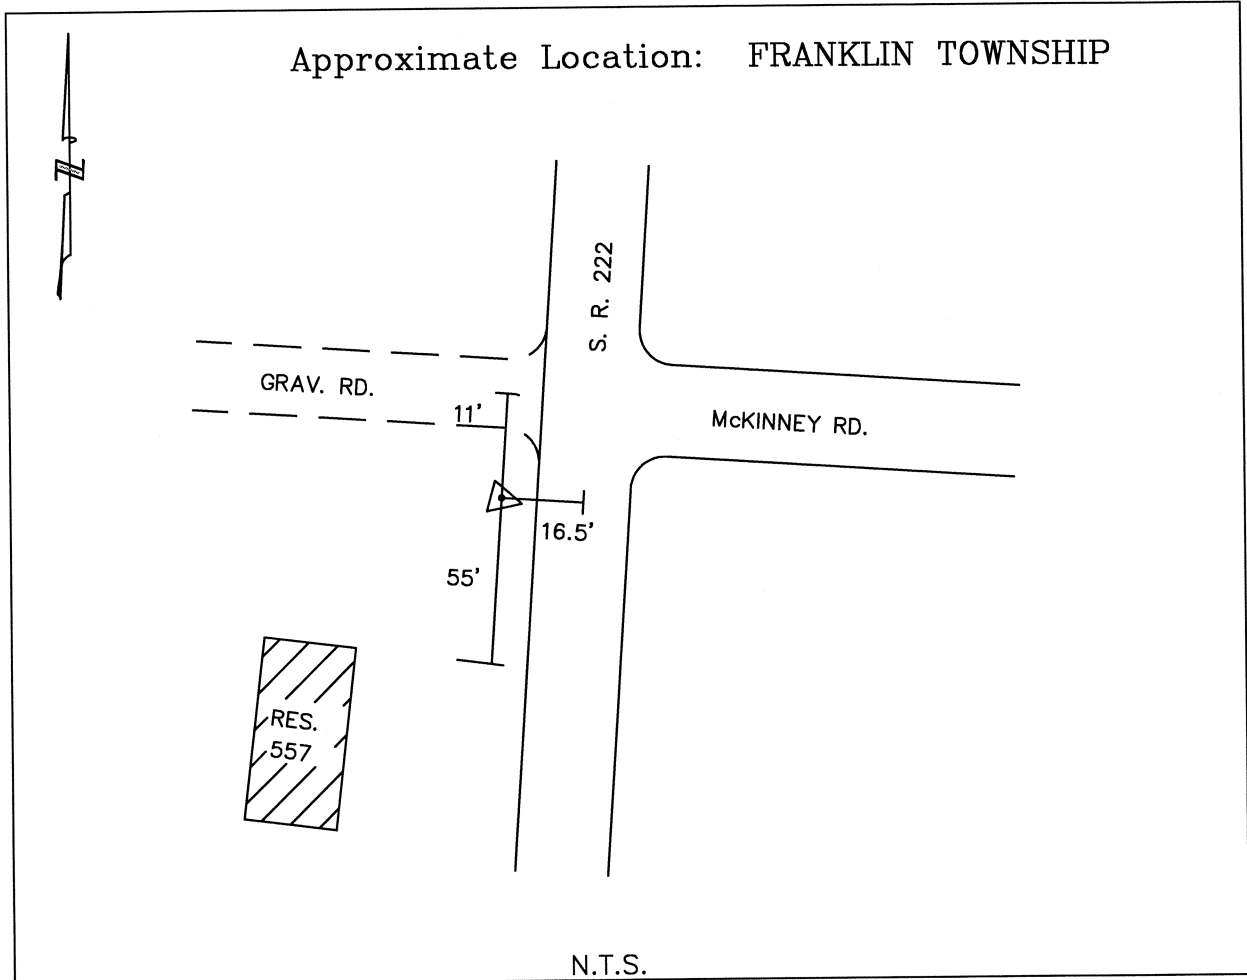 Approximate Location: FRANKLIN TOWNSHIP
N
S. R. 222
GRAV. RD.
11'
McKINNEY RD.
16.5'
55'
RES.
557
N.T.S.